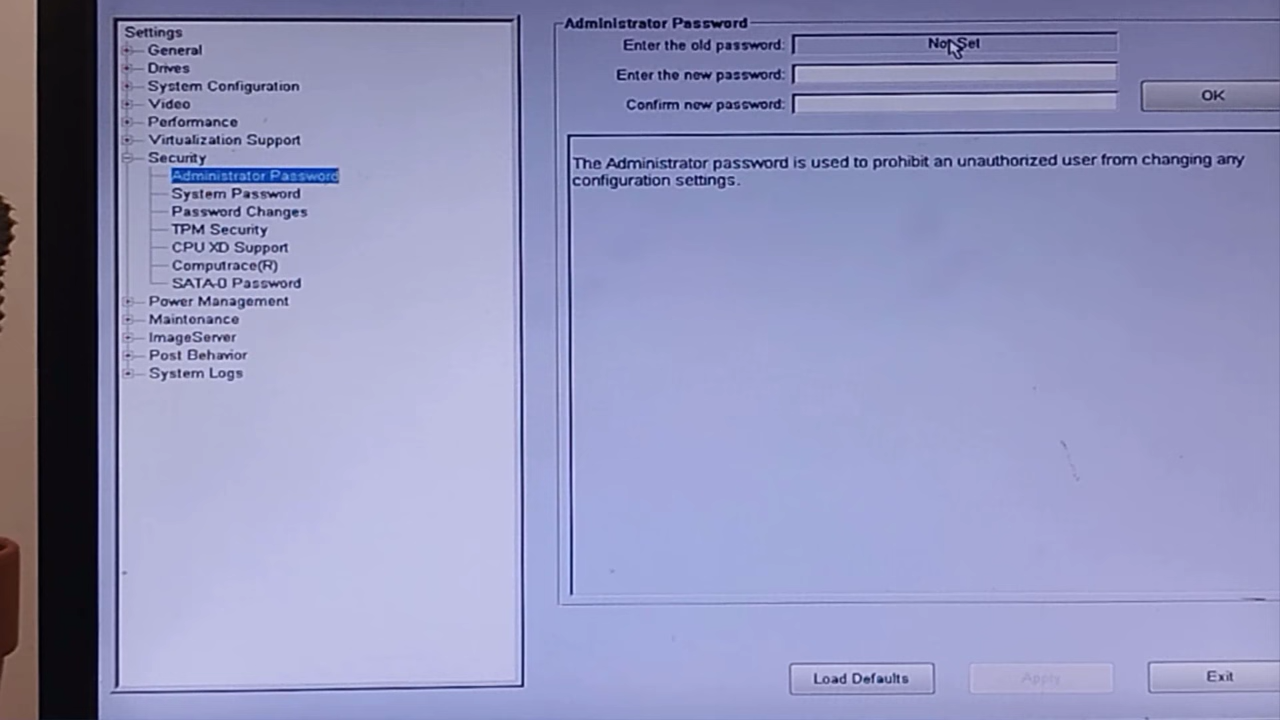 Settings
General
Drives
System Configuration
Video
Performance
Virtualization Support
Security
Administrator Password
System Password
Password Changes
TPM Security
CPU XD Support
Computrace(R)
SATA-0 Password
Power Management
Maintenance
ImageServer
Post Behavior
System Logs
Administrator Password
Enter the old password: Not Set
Enter the new password:
Confirm new password:
OK
The Administrator password is used to prohibit an unauthorized user from changing any
configuration settings.
Load Defaults
Apply
Exit